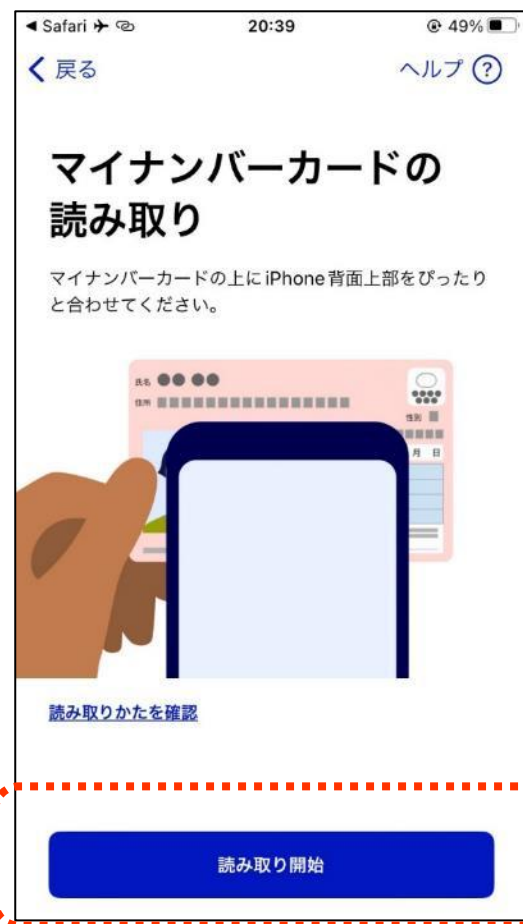 ◀ Safari 20:39 49%
戻る ヘルプ ?
マイナンバーカードの
読み取り
マイナンバーカードの上にiPhone背面上部をぴったり
と合わせてください。
氏名
住所
性別
月 日
読み取りかたを確認
読み取り開始